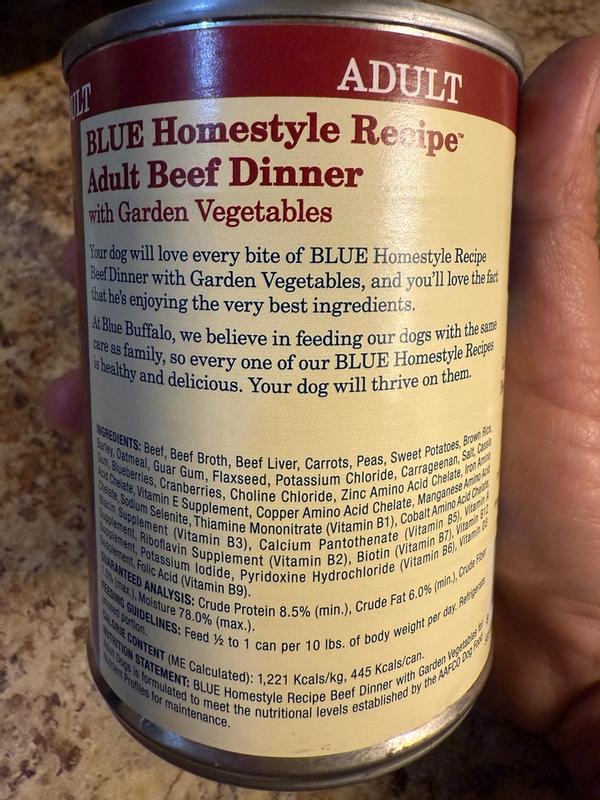 ULT
ADULT
BLUE Homestyle Recipe™
Adult Beef Dinner
with Garden Vegetables
Your dog will love every bite of BLUE Homestyle Recipe
Beef Dinner with Garden Vegetables, and you'll love the fact
that he's enjoying the very best ingredients.
At Blue Buffalo, we believe in feeding our dogs with the same
care as family, so every one of our BLUE Homestyle Recipes
is healthy and delicious. Your dog will thrive on them.
INGREDIENTS: Beef, Beef Broth, Beef Liver, Carrots, Peas, Sweet Potatoes, Brown Rice,
Barley, Oatmeal, Guar Gum, Flaxseed, Potassium Chloride, Carrageenan, Salt, Cassia
Gum, Blueberries, Cranberries, Choline Chloride, Zinc Amino Acid Chelate, Iron Amino
Acid Chelate, Vitamin E Supplement, Copper Amino Acid Chelate, Manganese Amino Acid
Chelate, Sodium Selenite, Thiamine Mononitrate (Vitamin B1), Cobalt Amino Acid Chelate,
Niacin Supplement (Vitamin B3), Calcium Pantothenate (Vitamin B5), Vitamin
Supplement, Riboflavin Supplement (Vitamin B2), Biotin (Vitamin B7), Vitamin B12
Supplement, Potassium Iodide, Pyridoxine Hydrochloride (Vitamin B6), Vitamin D3
Supplement, Folic Acid (Vitamin B9).
GUARANTEED ANALYSIS: Crude Protein 8.5% (min.), Crude Fat 6.0% (min.), Crude Fiber
1.5% (max.), Moisture 78.0% (max.).
FEEDING GUIDELINES: Feed ½ to 1 can per 10 lbs. of body weight per day. Refrigerate
unused portion.
CALORIE CONTENT (ME Calculated): 1,221 Kcals/kg, 445 Kcals/can.
NUTRITION STATEMENT: BLUE Homestyle Recipe Beef Dinner with Garden Vegetables for
Adult Dogs is formulated to meet the nutritional levels established by the AAFCO Dog Food
Nutrient Profiles for maintenance.